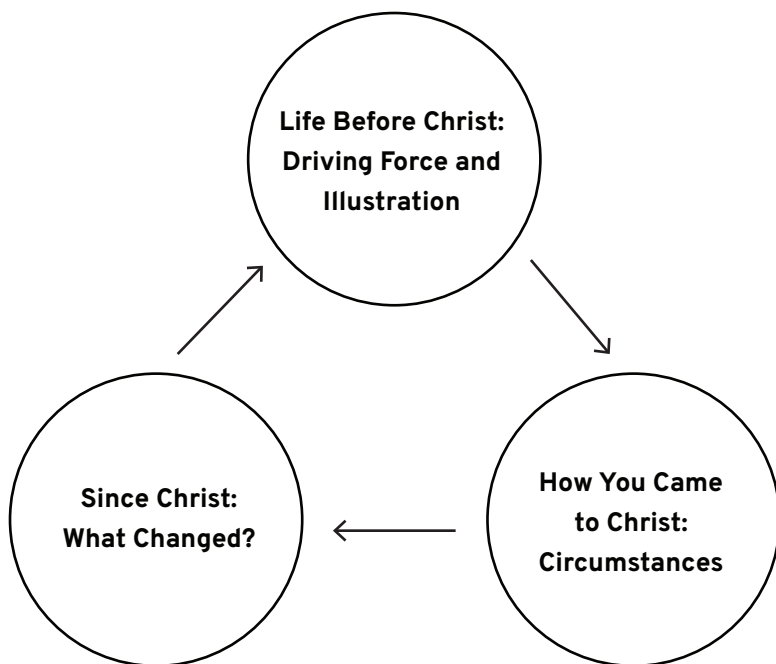 Life Before Christ:
Driving Force and
Illustration
How You Came
to Christ:
Circumstances
Since Christ:
What Changed?